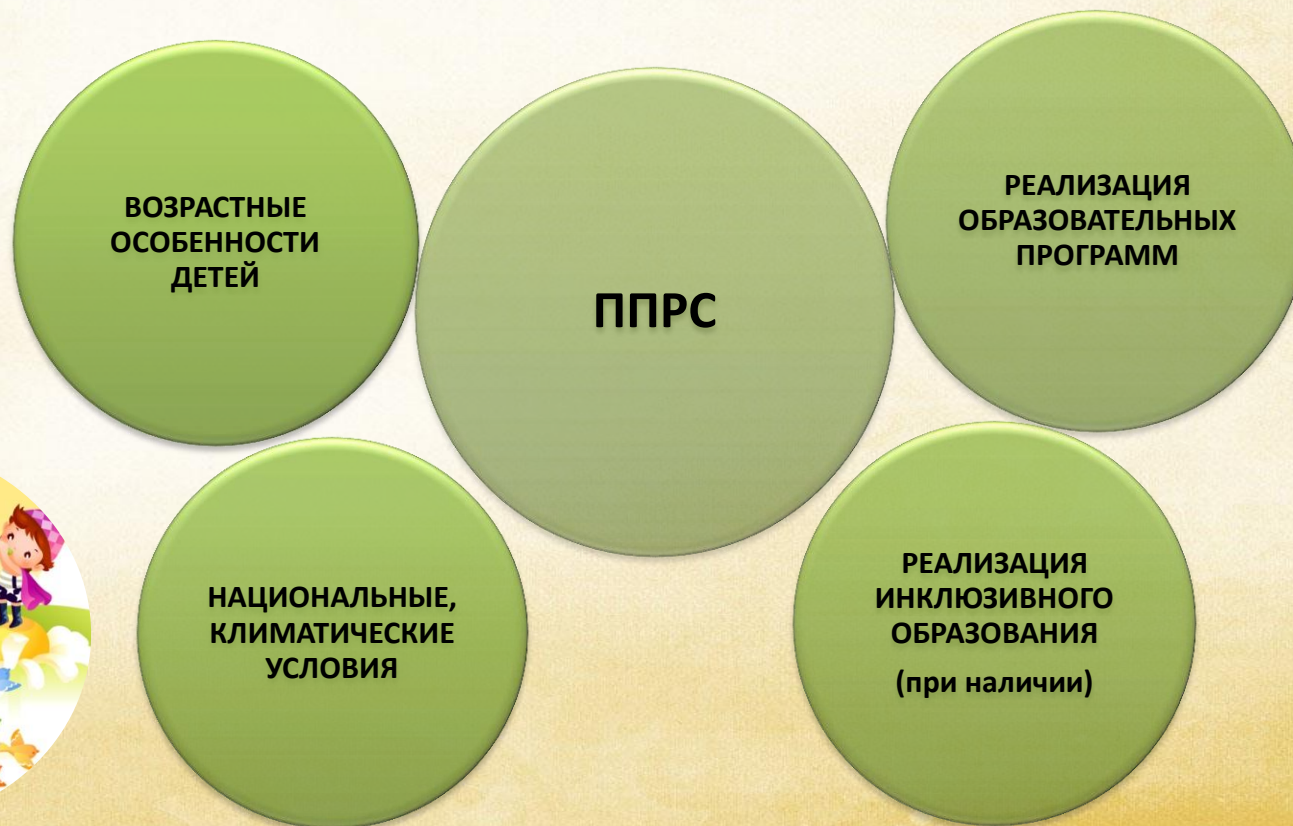 ВОЗРАСТНЫЕ
ОСОБЕННОСТИ
ДЕТЕЙ
ППРС
РЕАЛИЗАЦИЯ
ОБРАЗОВАТЕЛЬНЫХ
ПРОГРАММ
НАЦИОНАЛЬНЫЕ,
КЛИМАТИЧЕСКИЕ
УСЛОВИЯ
РЕАЛИЗАЦИЯ
ИНКЛЮЗИВНОГО
ОБРАЗОВАНИЯ
(при наличии)